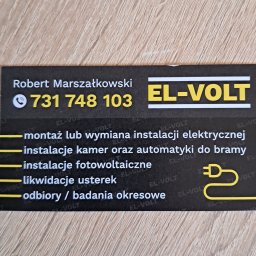 Robert Marszałkowski
731 748 103
EL-VOLT
montaż lub wymiana instalacji elektrycznej
instalacje kamer oraz automatyki do bramy
instalacje fotowoltaiczne
likwidacje usterek
odbiory / badania okresowe